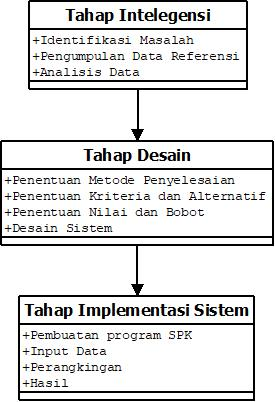 Tahap Intelegensi
+Identifikasi Masalah
+Pengumpulan Data Referensi
+Analisis Data
Tahap Desain
+Penentuan Metode Penyelesaian
+Penentuan Kriteria dan Alternatif
+Penentuan Nilai dan Bobot
+Desain Sistem
Tahap Implementasi Sistem
+Pembuatan program SPK
+Input Data
+Perangkingan
+Hasil